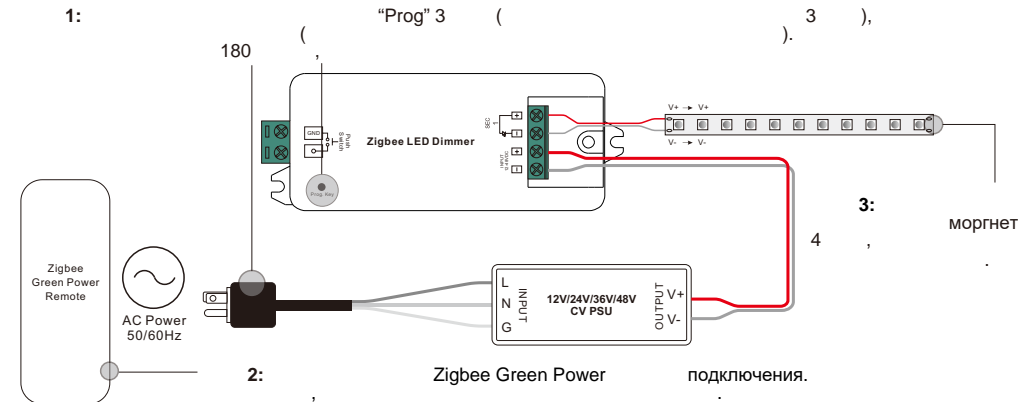 1: “Prog” 3 ( 3 ),
( ).
180 ,
GND
Push
Switch
Prog. Key
Zigbee LED Dimmer
SEC
1
+
−
+
−
INPUT
V+ → V+
V- → V-
3:
моргнет
4 ,
.
Zigbee
Green Power
Remote
AC Power
50/60Hz
L
N
G
INPUT
12V/24V/36V/48V
CV PSU
OUTPUT
V+
V-
2: Zigbee Green Power подключения.
, .